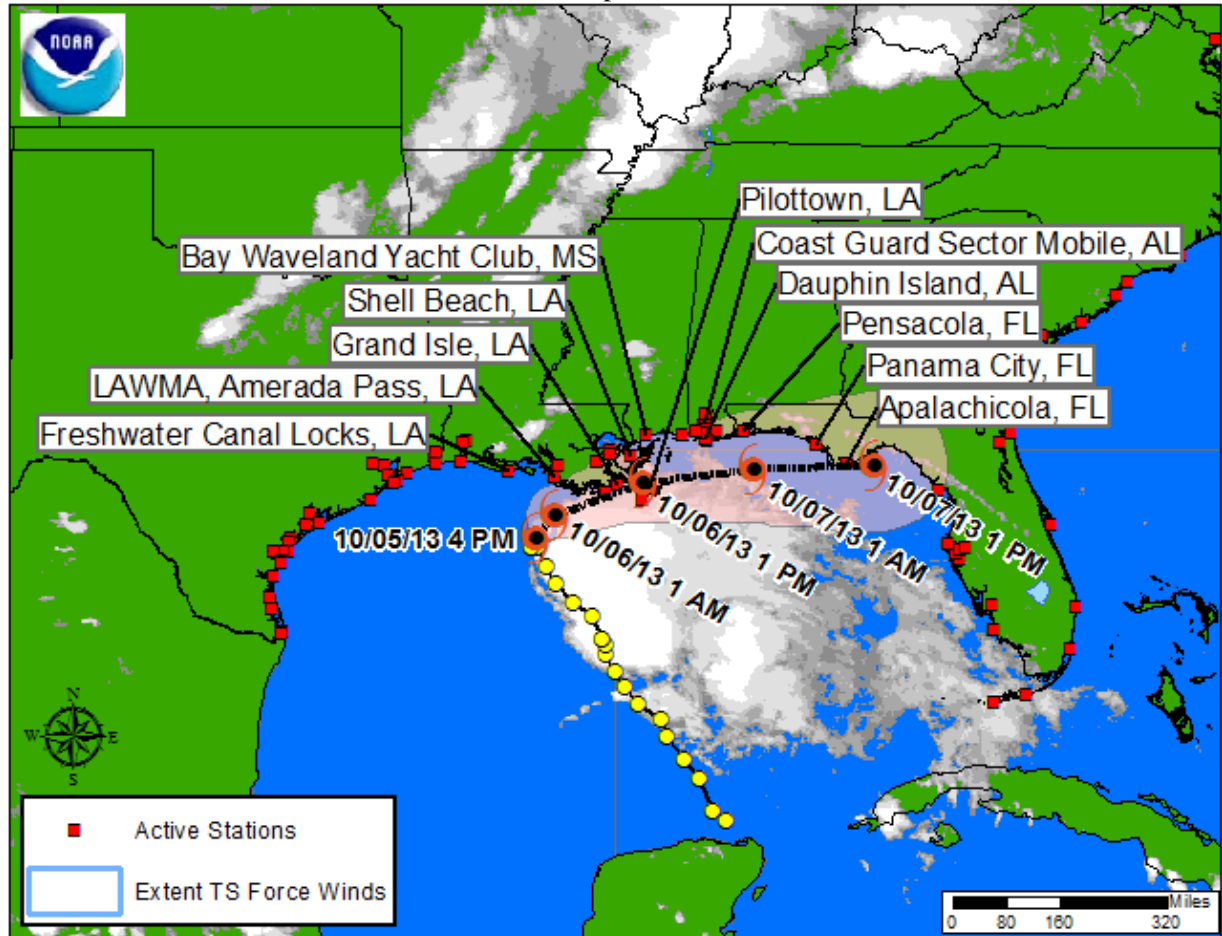 NOAA
Pilottown, LA
Bay Waveland Yacht Club, MS
Coast Guard Sector Mobile, AL
Shell Beach, LA
Dauphin Island, AL
Grand Isle, LA
Pensacola, FL
LAWMA, Amerada Pass, LA
Panama City, FL
Freshwater Canal Locks, LA
Apalachicola, FL
10/05/13 4 PM
10/06/13 1 AM
10/06/13 1 PM
10/07/13 1 AM
10/07/13 1 PM
N
W
E
S
Active Stations
Extent TS Force Winds
Miles
0 80 160 320